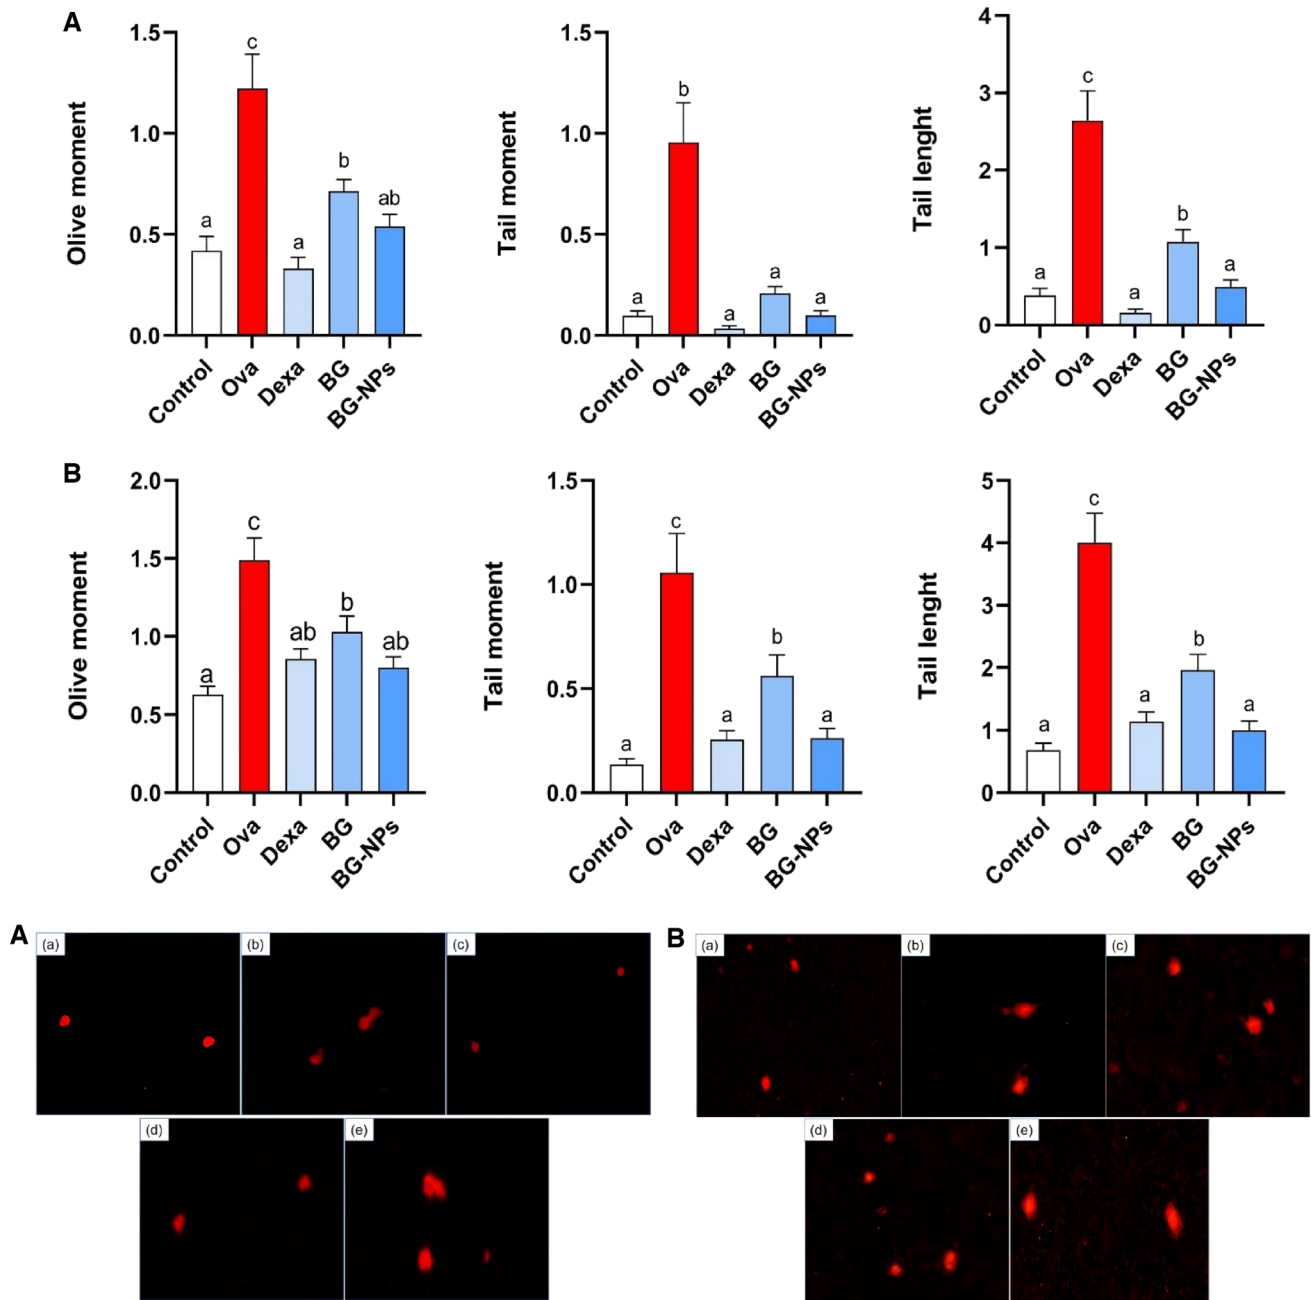 A
Olive moment
1.5
1.0
0.5
0.0
c
a
a
b
ab
Control
Ova
Dexa
BG
BG-NPs
Tail moment
1.5
1.0
0.5
0.0
b
a
a
a
a
Control
Ova
Dexa
BG
BG-NPs
Tail lenght
4
3
2
1
0
c
a
a
b
a
Control
Ova
Dexa
BG
BG-NPs
B
Olive moment
2.0
1.5
1.0
0.5
0.0
a
c
ab
b
ab
Control
Ova
Dexa
BG
BG-NPs
Tail moment
1.5
1.0
0.5
0.0
a
c
a
b
a
Control
Ova
Dexa
BG
BG-NPs
Tail lenght
5
4
3
2
1
0
a
c
a
b
a
Control
Ova
Dexa
BG
BG-NPs
A
(a)
(b)
(c)
(d)
(e)
B
(a)
(b)
(c)
(d)
(e)